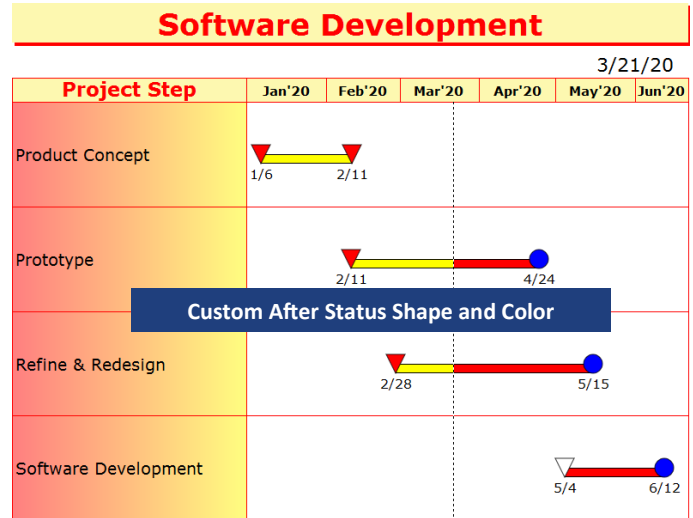 Software Development
3/21/20
Project Step Jan'20 Feb'20 Mar'20 Apr'20 May'20 Jun'20
Product Concept
1/6 2/11
Prototype
2/11 4/24
Custom After Status Shape and Color
Refine & Redesign
2/28 5/15
Software Development
5/4 6/12